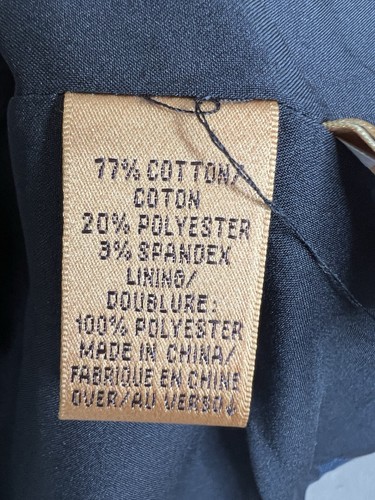 77% COTTON/
COTON
20% POLYESTER
3% SPANDEX
LINING/
DOUBLURE:
100% POLYESTER
MADE IN CHINA/
FABRIQUE EN CHINE
OVER/AU VERSO↓